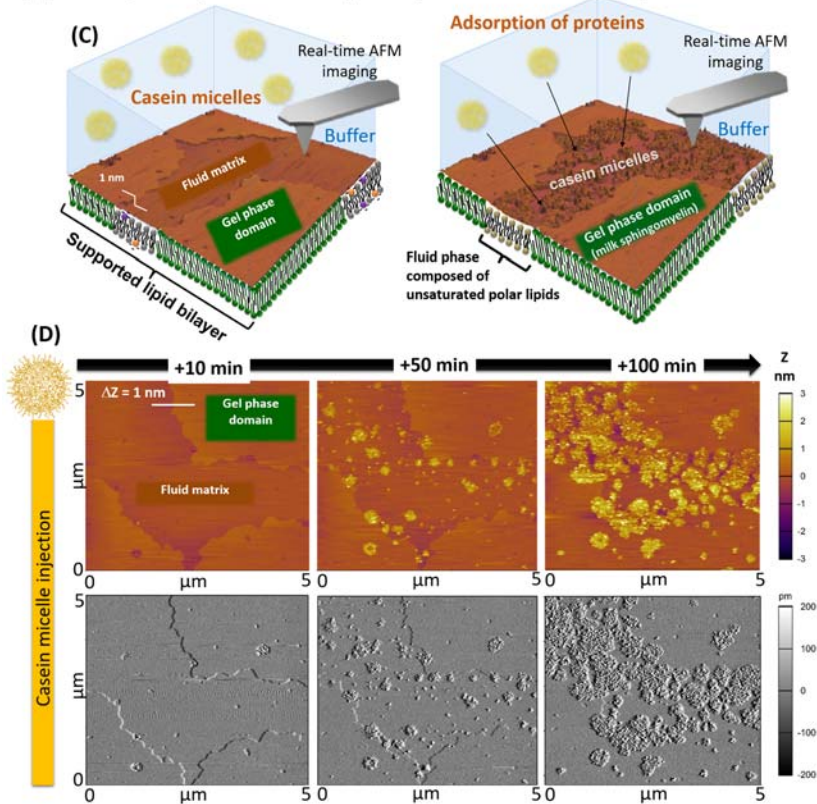 (C)
Real-time AFM
imaging
Casein micelles
Buffer
Fluid matrix
1 nm
Gel phase
domain
Supported lipid bilayer
Adsorption of proteins
Real-time AFM
imaging
Buffer
casein micelles
Gel phase domain
(milk sphingomyelin)
Fluid phase
composed of
unsaturated polar lipids
(D)
+10 min
+50 min
+100 min
Z
nm
5
ΔZ = 1 nm
Gel phase
domain
Fluid matrix
µm
0
0
µm
5
µm
5
0
µm
5
3
2
1
0
-1
-2
-3
Casein micelle injection
5
µm
0
0
µm
5
0
µm
5
0
µm
5
pm
200
100
0
-100
-200